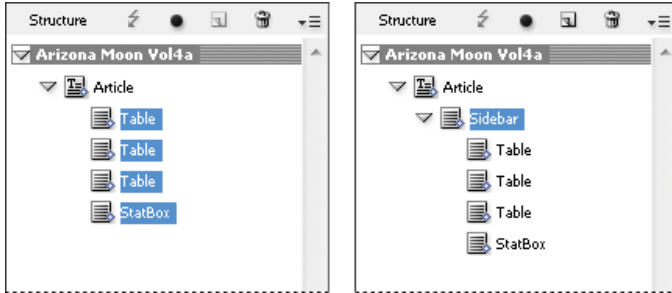 Structure
Arizona Moon Vol4a
Article
Table
Table
Table
StatBox
Structure
Arizona Moon Vol4a
Article
Sidebar
Table
Table
Table
StatBox